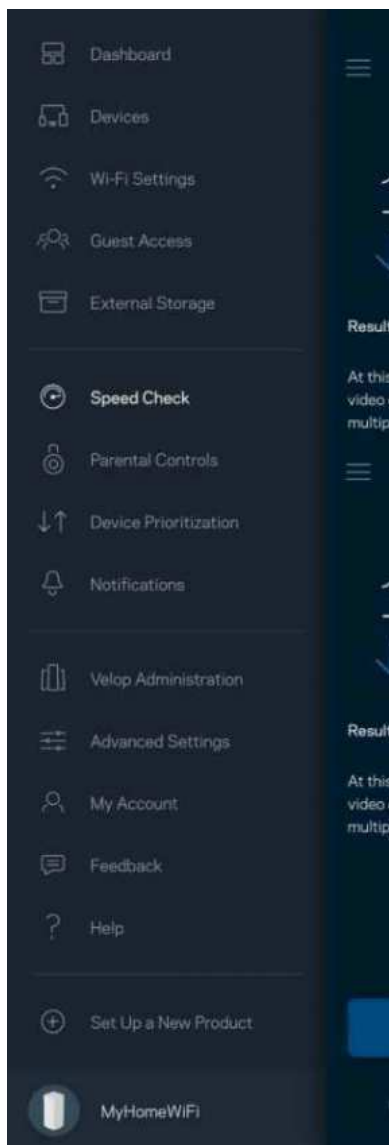 Dashboard
Devices
Wi-Fi Settings
Guest Access
External Storage
Speed Check
Parental Controls
Device Prioritization
Notifications
Velop Administration
Advanced Settings
My Account
Feedback
Help
Set Up a New Product
MyHomeWiFi
Result
At this
video
multip
Result
At this
video
multip